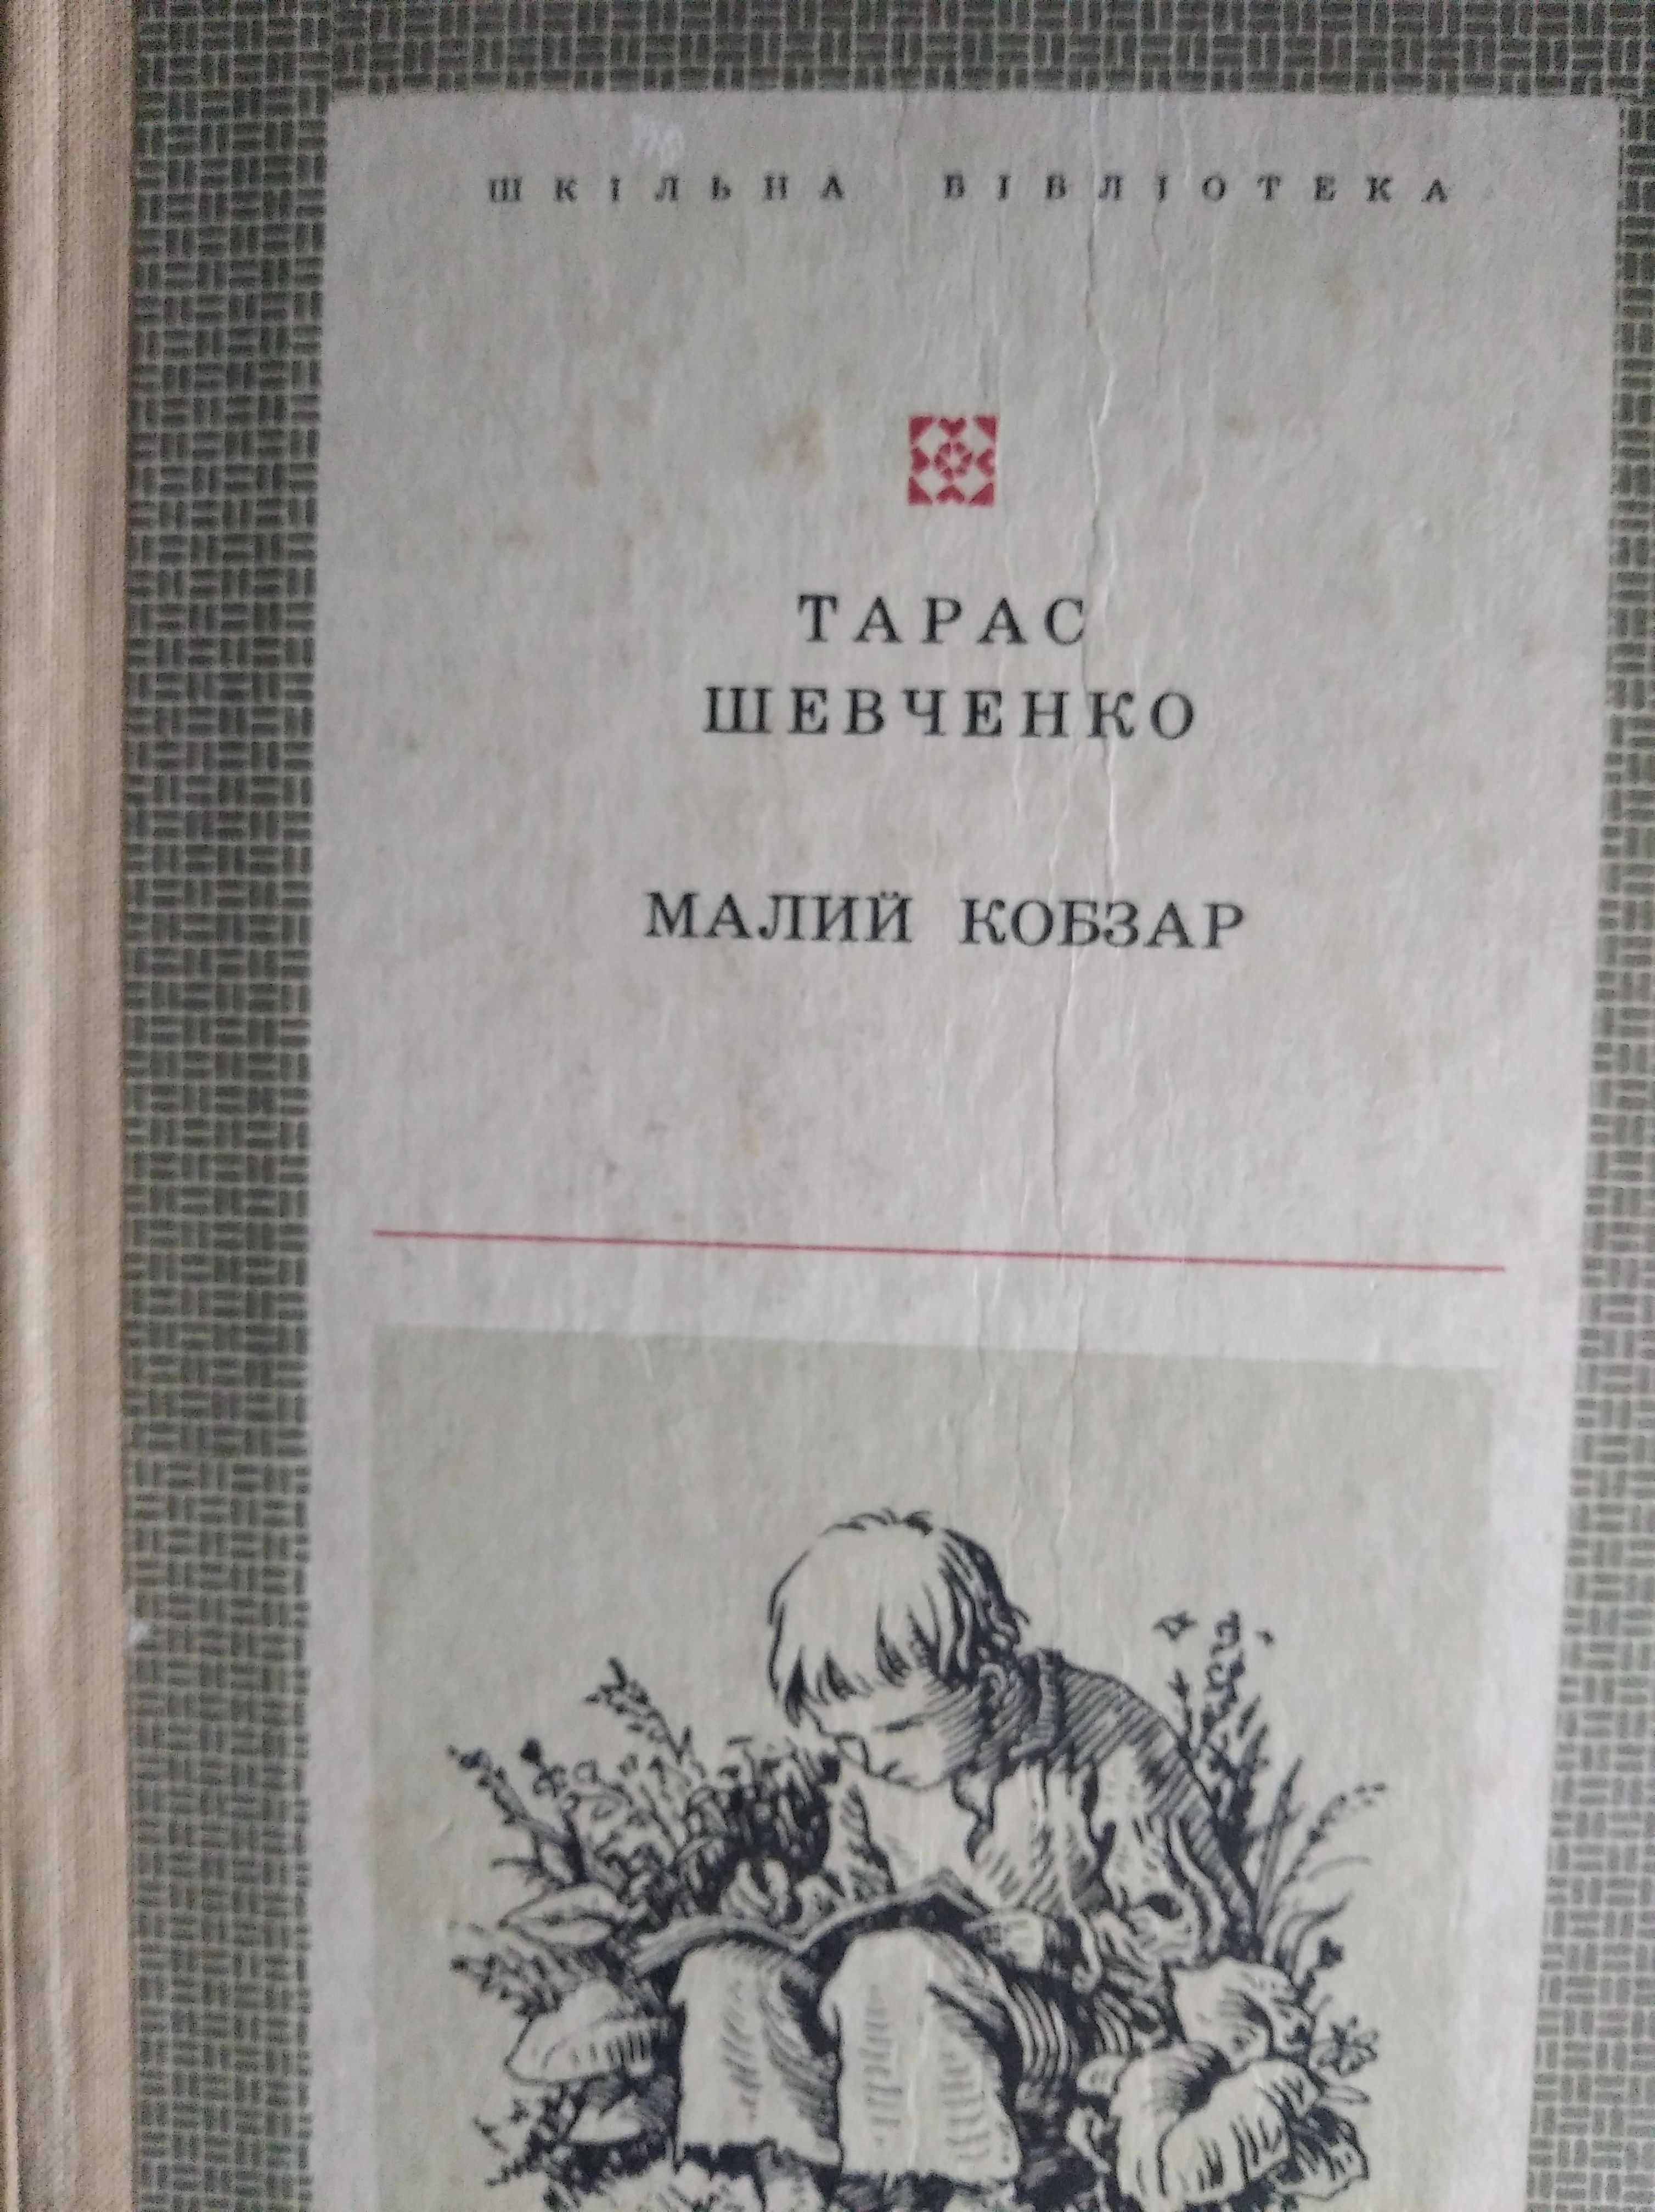 ШКІЛЬНА БІБЛІОТЕКА
ТАРАС
ШЕВЧЕНКО
МАЛИЙ КОБЗАР